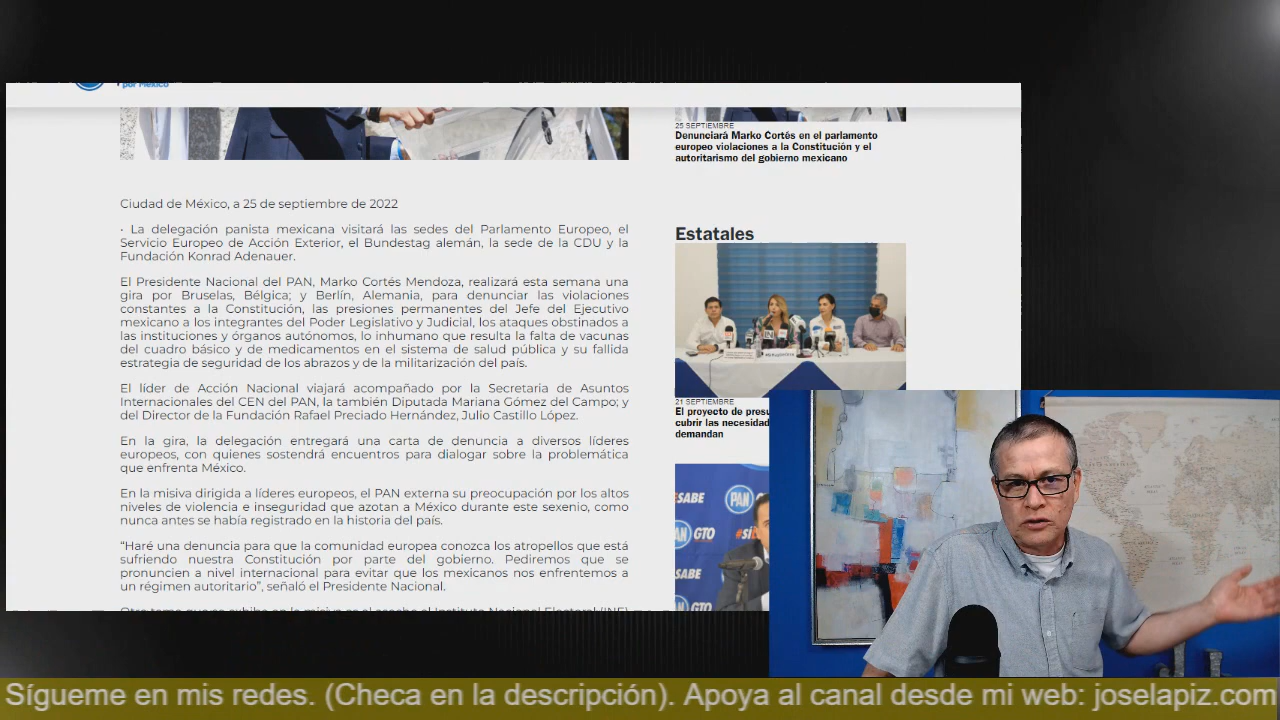 por México
Ciudad de México, a 25 de septiembre de 2022
· La delegación panista mexicana visitará las sedes del Parlamento Europeo, el
Servicio Europeo de Acción Exterior, el Bundestag alemán, la sede de la CDU y la
Fundación Konrad Adenauer.
El Presidente Nacional del PAN, Marko Cortés Mendoza, realizará esta semana una
gira por Bruselas, Bélgica; y Berlín, Alemania, para denunciar las violaciones
constantes a la Constitución, las presiones permanentes del Jefe del Ejecutivo
mexicano a los integrantes del Poder Legislativo y Judicial, los ataques obstinados a
las instituciones y órganos autónomos, lo inhumano que resulta la falta de vacunas
del cuadro básico y de medicamentos en el sistema de salud pública y su fallida
estrategia de seguridad de los abrazos y de la militarización del país.
El líder de Acción Nacional viajará acompañado por la Secretaria de Asuntos
Internacionales del CEN del PAN, la también Diputada Mariana Gómez del Campo; y
del Director de la Fundación Rafael Preciado Hernández, Julio Castillo López.
En la gira, la delegación entregará una carta de denuncia a diversos líderes
europeos, con quienes sostendrá encuentros para dialogar sobre la problemática
que enfrenta México.
En la misiva dirigida a líderes europeos, el PAN externa su preocupación por los altos
niveles de violencia e inseguridad que azotan a México durante este sexenio, como
nunca antes se había registrado en la historia del país.
“Haré una denuncia para que la comunidad europea conozca los atropellos que está
sufriendo nuestra Constitución por parte del gobierno. Pediremos que se
pronuncien a nivel internacional para evitar que los mexicanos nos enfrentemos a
un régimen autoritario”, señaló el Presidente Nacional.
25 SEPTIEMBRE
Denunciará Marko Cortés en el parlamento
europeo violaciones a la Constitución y el
autoritarismo del gobierno mexicano
Estatales
21 SEPTIEMBRE
El proyecto de presu
cubrir las necesidad
demandan
SABE
PAN
GTO
PAN
GTO
SABE
GTO
Sígueme en mis redes. (Checa en la descripción). Apoya al canal desde mi web: joselapiz.com